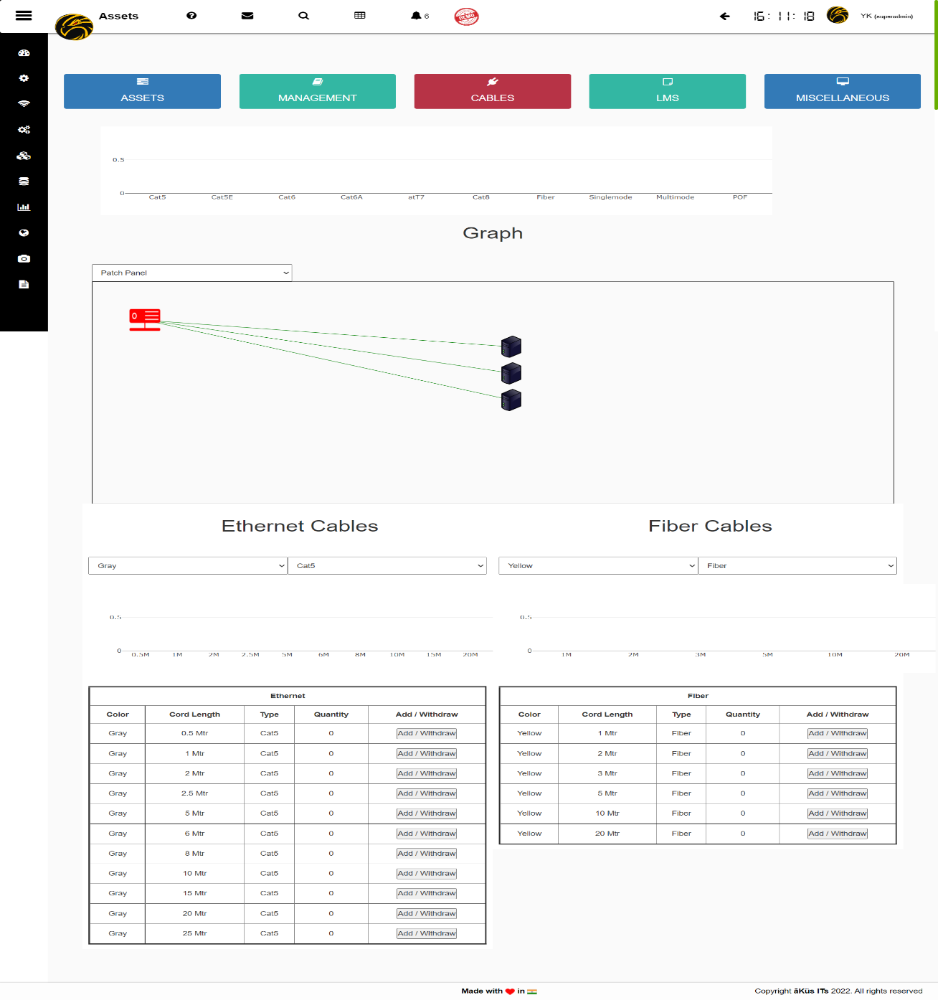 Assets
6
DEMO
16:11:18
YK (superadmin)
ASSETS
MANAGEMENT
CABLES
LMS
MISCELLANEOUS
0.5
0
Cat5 Cat5E Cat6 Cat6A atT7 Cat8 Fiber Singlemode Multimode POF
Graph
Patch Panel
Ethernet Cables
Gray Cat5
0.5
0
0.5M 1M 2M 2.5M 5M 6M 8M 10M 15M 20M
Ethernet
Color Cord Length Type Quantity Add / Withdraw
Gray 0.5 Mtr Cat5 0 Add / Withdraw
Gray 1 Mtr Cat5 0 Add / Withdraw
Gray 2 Mtr Cat5 0 Add / Withdraw
Gray 2.5 Mtr Cat5 0 Add / Withdraw
Gray 5 Mtr Cat5 0 Add / Withdraw
Gray 6 Mtr Cat5 0 Add / Withdraw
Gray 8 Mtr Cat5 0 Add / Withdraw
Gray 10 Mtr Cat5 0 Add / Withdraw
Gray 15 Mtr Cat5 0 Add / Withdraw
Gray 20 Mtr Cat5 0 Add / Withdraw
Gray 25 Mtr Cat5 0 Add / Withdraw
Fiber Cables
Yellow Fiber
0.5
0
1M 2M 3M 5M 10M 20M
Fiber
Color Cord Length Type Quantity Add / Withdraw
Yellow 1 Mtr Fiber 0 Add / Withdraw
Yellow 2 Mtr Fiber 0 Add / Withdraw
Yellow 3 Mtr Fiber 0 Add / Withdraw
Yellow 5 Mtr Fiber 0 Add / Withdraw
Yellow 10 Mtr Fiber 0 Add / Withdraw
Yellow 20 Mtr Fiber 0 Add / Withdraw
Made with ❤ in 🇮🇳
Copyright āKūs ITs 2022. All rights reserved